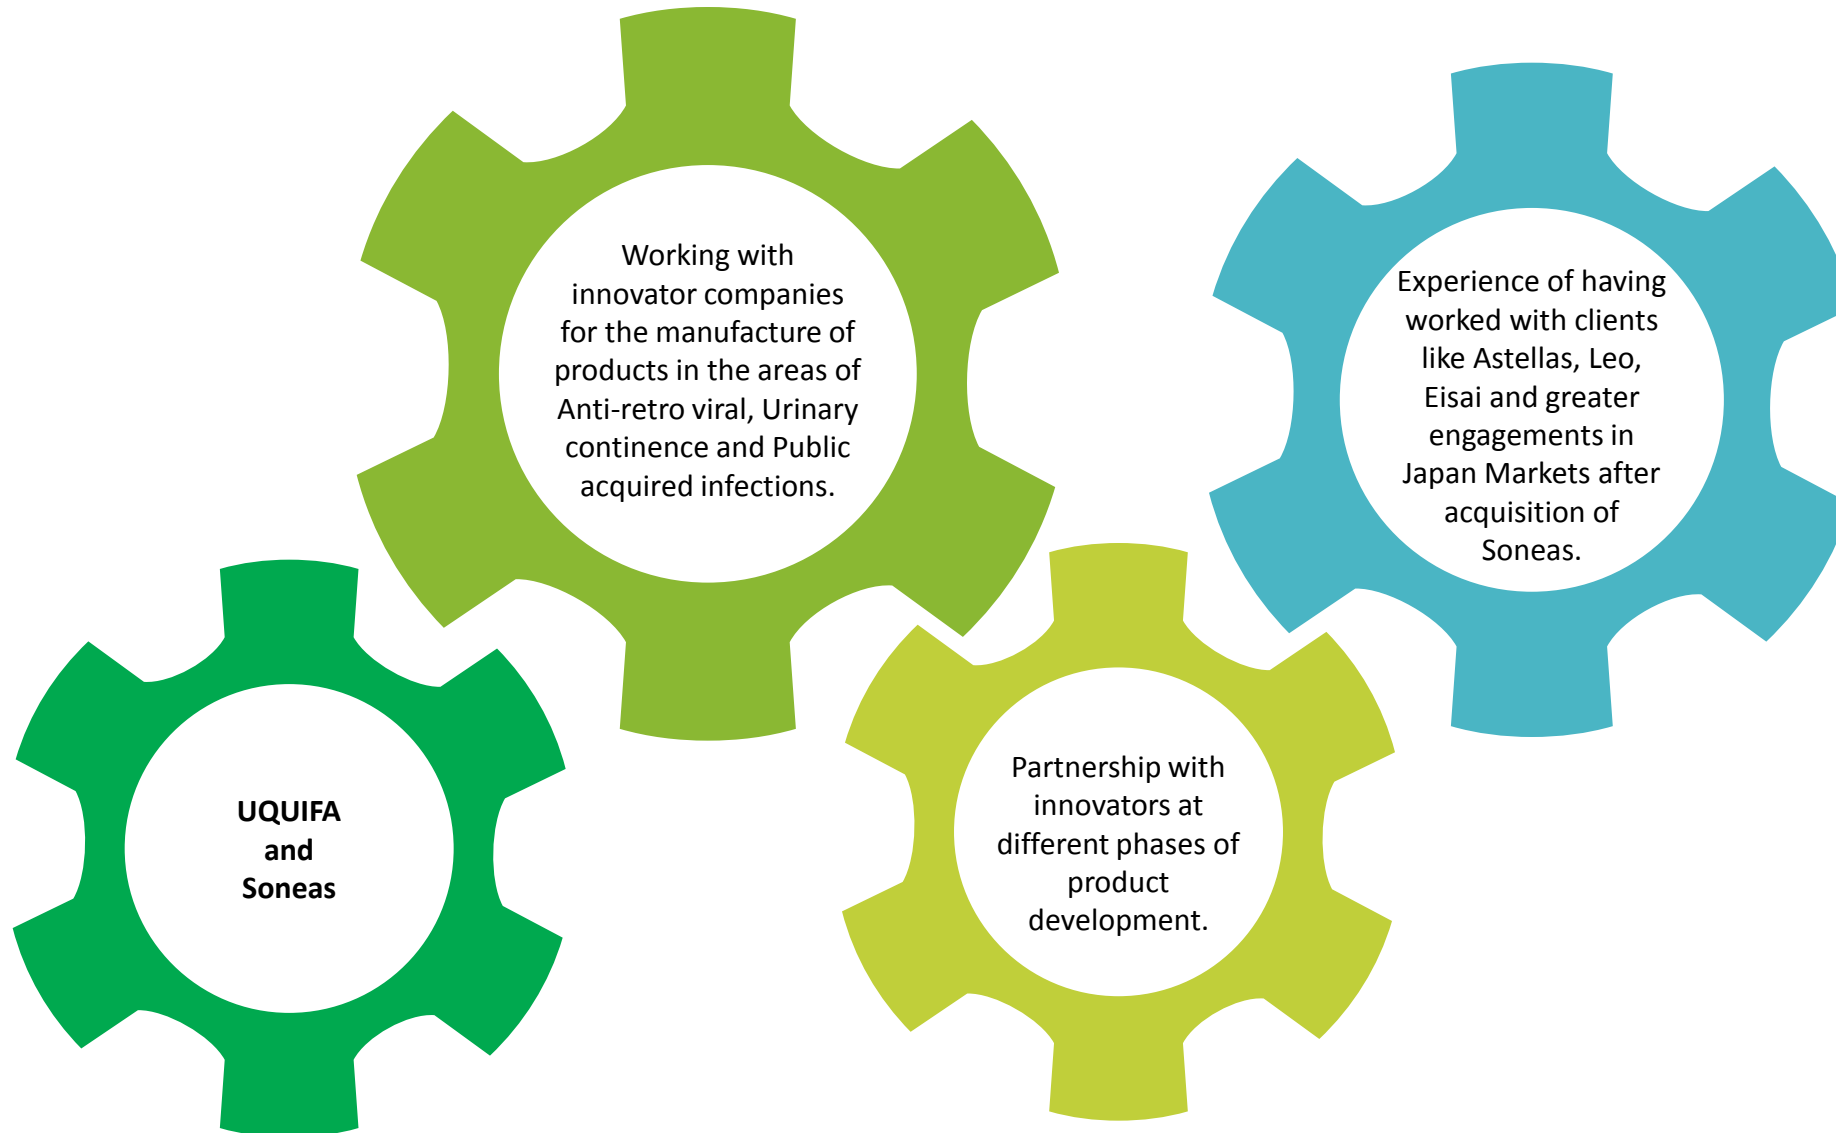 Working with
innovator companies
for the manufacture of
products in the areas of
Anti-retro viral, Urinary
continence and Public
acquired infections.
Experience of having
worked with clients
like Astellas, Leo,
Eisai and greater
engagements in
Japan Markets after
acquisition of
Soneas.
UQUIFA
and
Soneas
Partnership with
innovators at
different phases of
product
development.